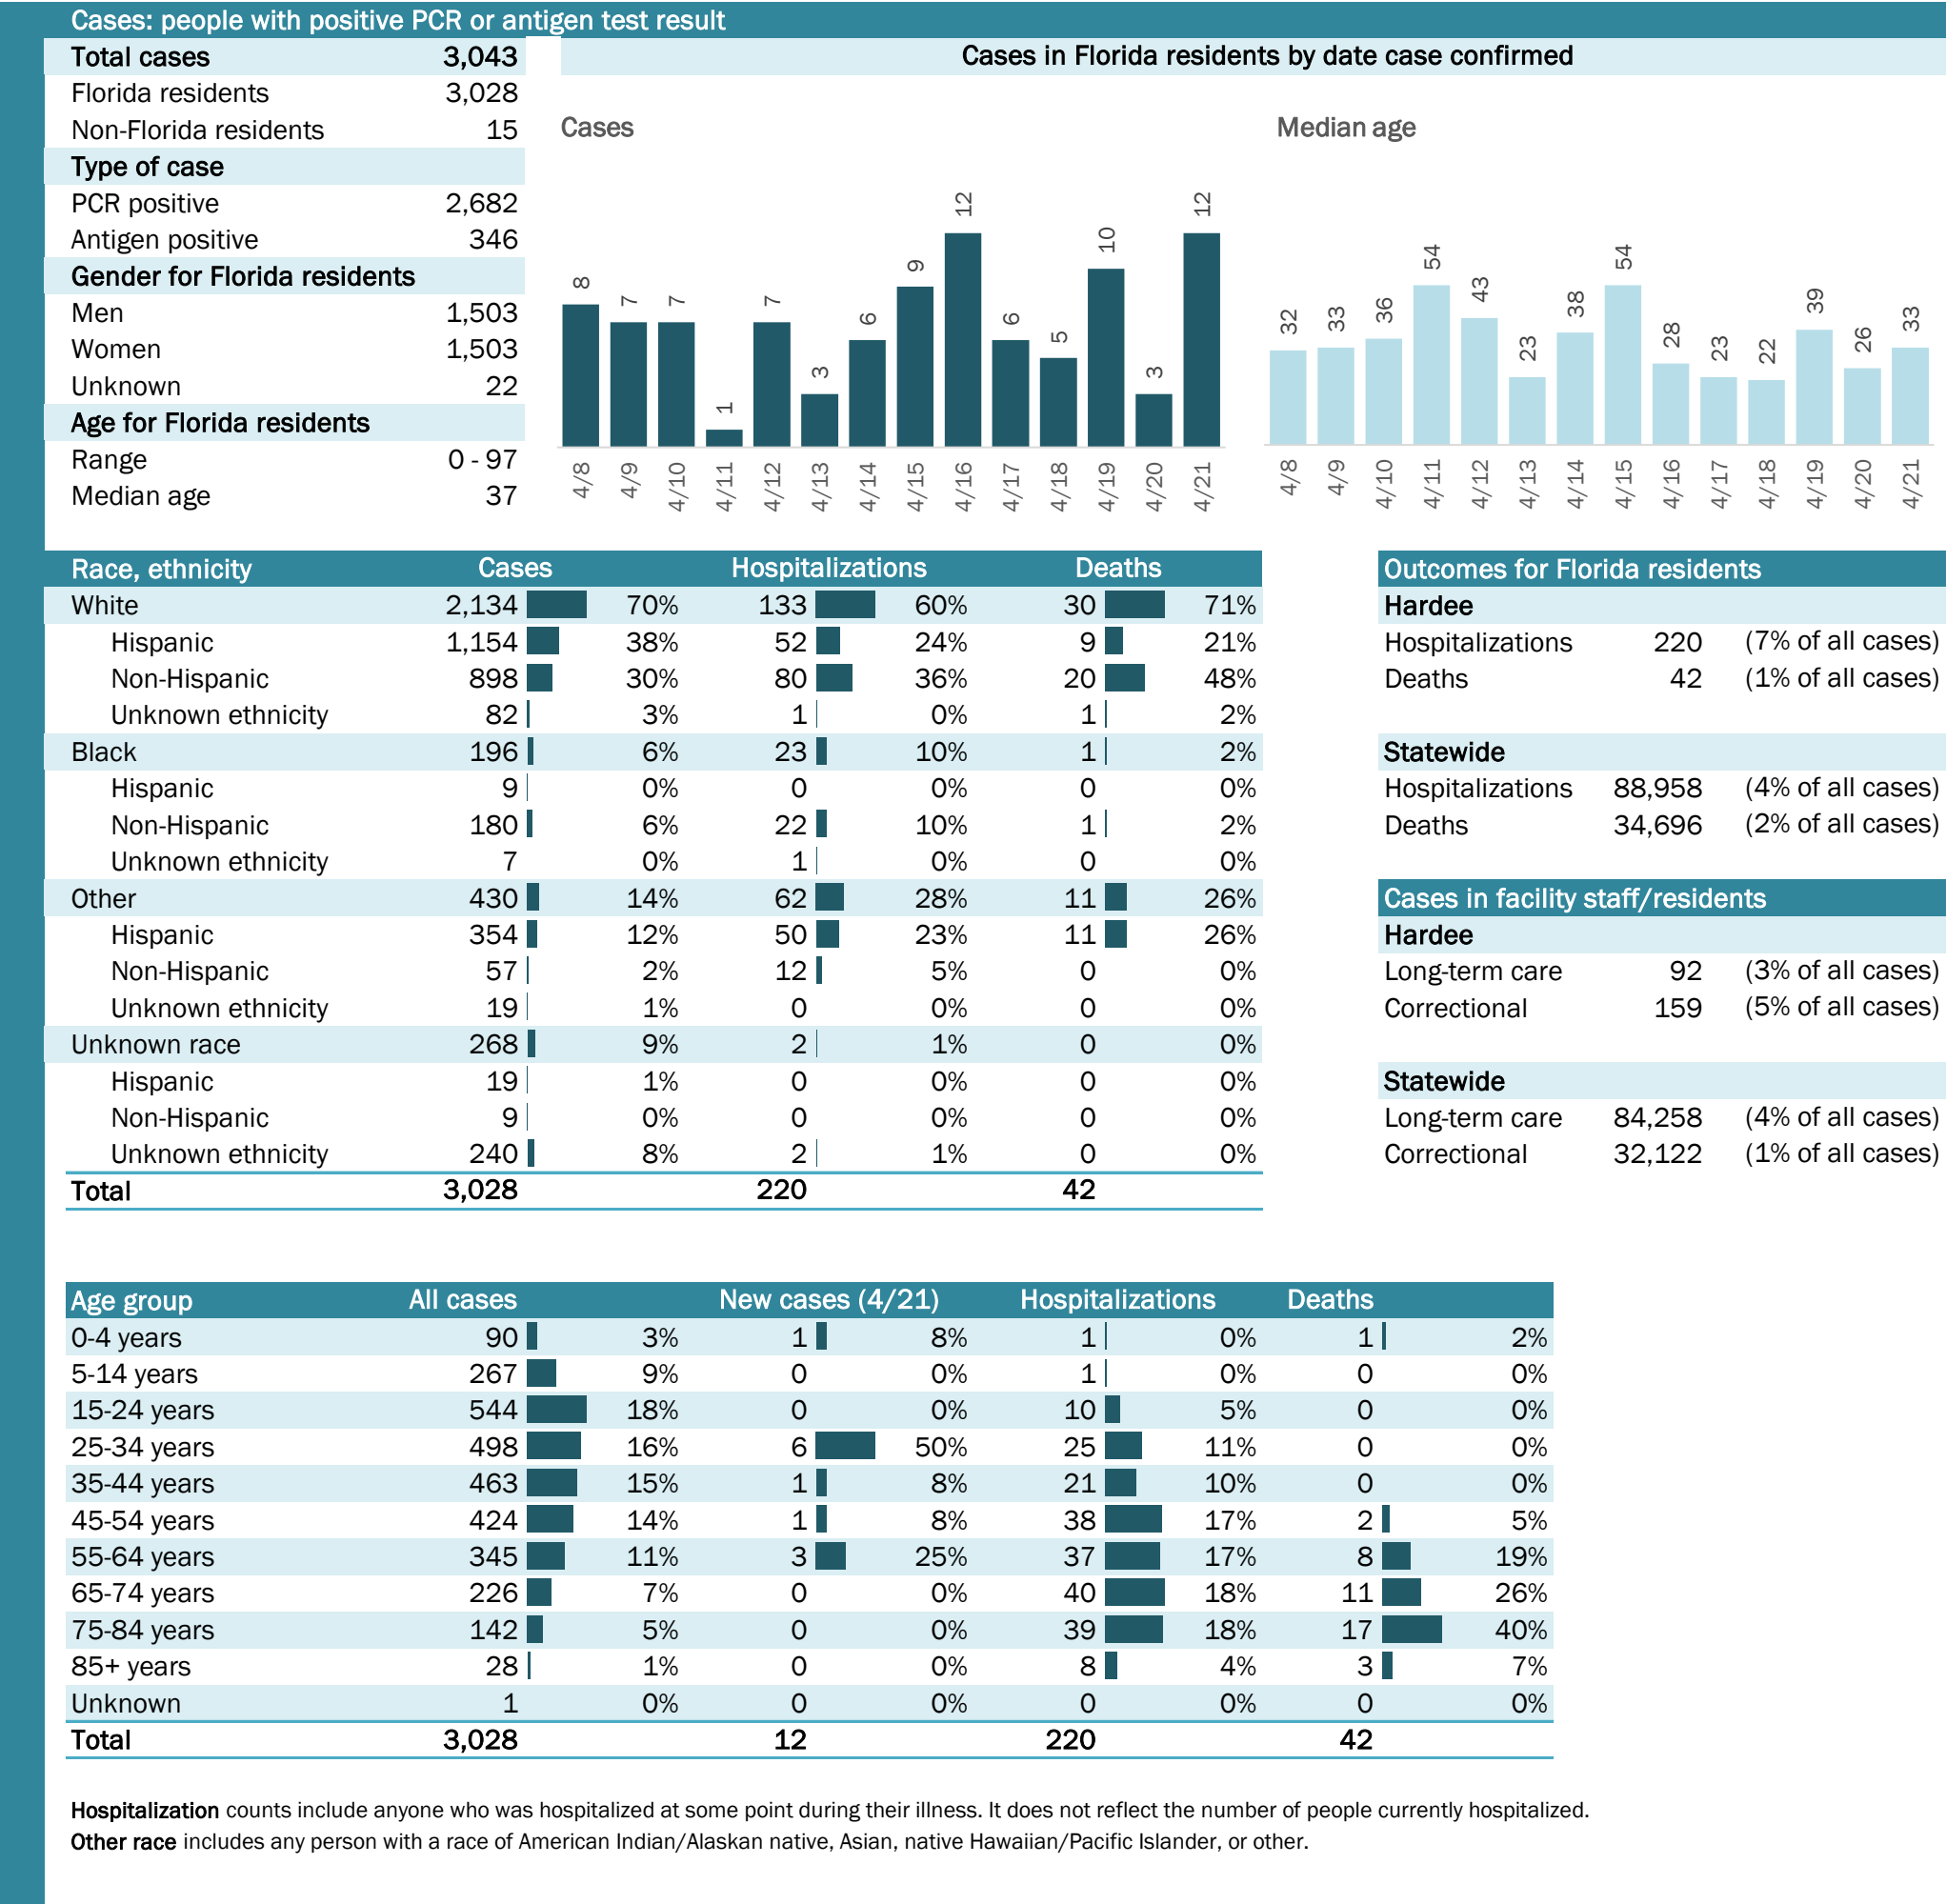 Cases: people with positive PCR or antigen test result
Total cases 3,043
Florida residents 3,028
Non-Florida residents 15
Type of case
PCR positive 2,682
Antigen positive 346
Gender for Florida residents
Men 1,503
Women 1,503
Unknown 22
Age for Florida residents
Range 0 - 97
Median age 37
Cases in Florida residents by date case confirmed
Cases
8 7 7 1 7 3 6 9 12 6 5 10 3 12
4/8 4/9 4/10 4/11 4/12 4/13 4/14 4/15 4/16 4/17 4/18 4/19 4/20 4/21
Median age
32 33 36 54 43 23 38 54 28 23 22 39 26 33
4/8 4/9 4/10 4/11 4/12 4/13 4/14 4/15 4/16 4/17 4/18 4/19 4/20 4/21
Race, ethnicity Cases Hospitalizations Deaths
White 2,134 70% 133 60% 30 71%
Hispanic 1,154 38% 52 24% 9 21%
Non-Hispanic 898 30% 80 36% 20 48%
Unknown ethnicity 82 3% 1 0% 1 2%
Black 196 6% 23 10% 1 2%
Hispanic 9 0% 0 0% 0 0%
Non-Hispanic 180 6% 22 10% 1 2%
Unknown ethnicity 7 0% 1 0% 0 0%
Other 430 14% 62 28% 11 26%
Hispanic 354 12% 50 23% 11 26%
Non-Hispanic 57 2% 12 5% 0 0%
Unknown ethnicity 19 1% 0 0% 0 0%
Unknown race 268 9% 2 1% 0 0%
Hispanic 19 1% 0 0% 0 0%
Non-Hispanic 9 0% 0 0% 0 0%
Unknown ethnicity 240 8% 2 1% 0 0%
Total 3,028 220 42
Outcomes for Florida residents
Hardee
Hospitalizations 220 (7% of all cases)
Deaths 42 (1% of all cases)
Statewide
Hospitalizations 88,958 (4% of all cases)
Deaths 34,696 (2% of all cases)
Cases in facility staff/residents
Hardee
Long-term care 92 (3% of all cases)
Correctional 159 (5% of all cases)
Statewide
Long-term care 84,258 (4% of all cases)
Correctional 32,122 (1% of all cases)
Age group All cases New cases (4/21) Hospitalizations Deaths
0-4 years 90 3% 1 8% 1 0% 1 2%
5-14 years 267 9% 0 0% 1 0% 0 0%
15-24 years 544 18% 0 0% 10 5% 0 0%
25-34 years 498 16% 6 50% 25 11% 0 0%
35-44 years 463 15% 1 8% 21 10% 0 0%
45-54 years 424 14% 1 8% 38 17% 2 5%
55-64 years 345 11% 3 25% 37 17% 8 19%
65-74 years 226 7% 0 0% 40 18% 11 26%
75-84 years 142 5% 0 0% 39 18% 17 40%
85+ years 28 1% 0 0% 8 4% 3 7%
Unknown 1 0% 0 0% 0 0% 0 0%
Total 3,028 12 220 42
Hospitalization counts include anyone who was hospitalized at some point during their illness. It does not reflect the number of people currently hospitalized.
Other race includes any person with a race of American Indian/Alaskan native, Asian, native Hawaiian/Pacific Islander, or other.